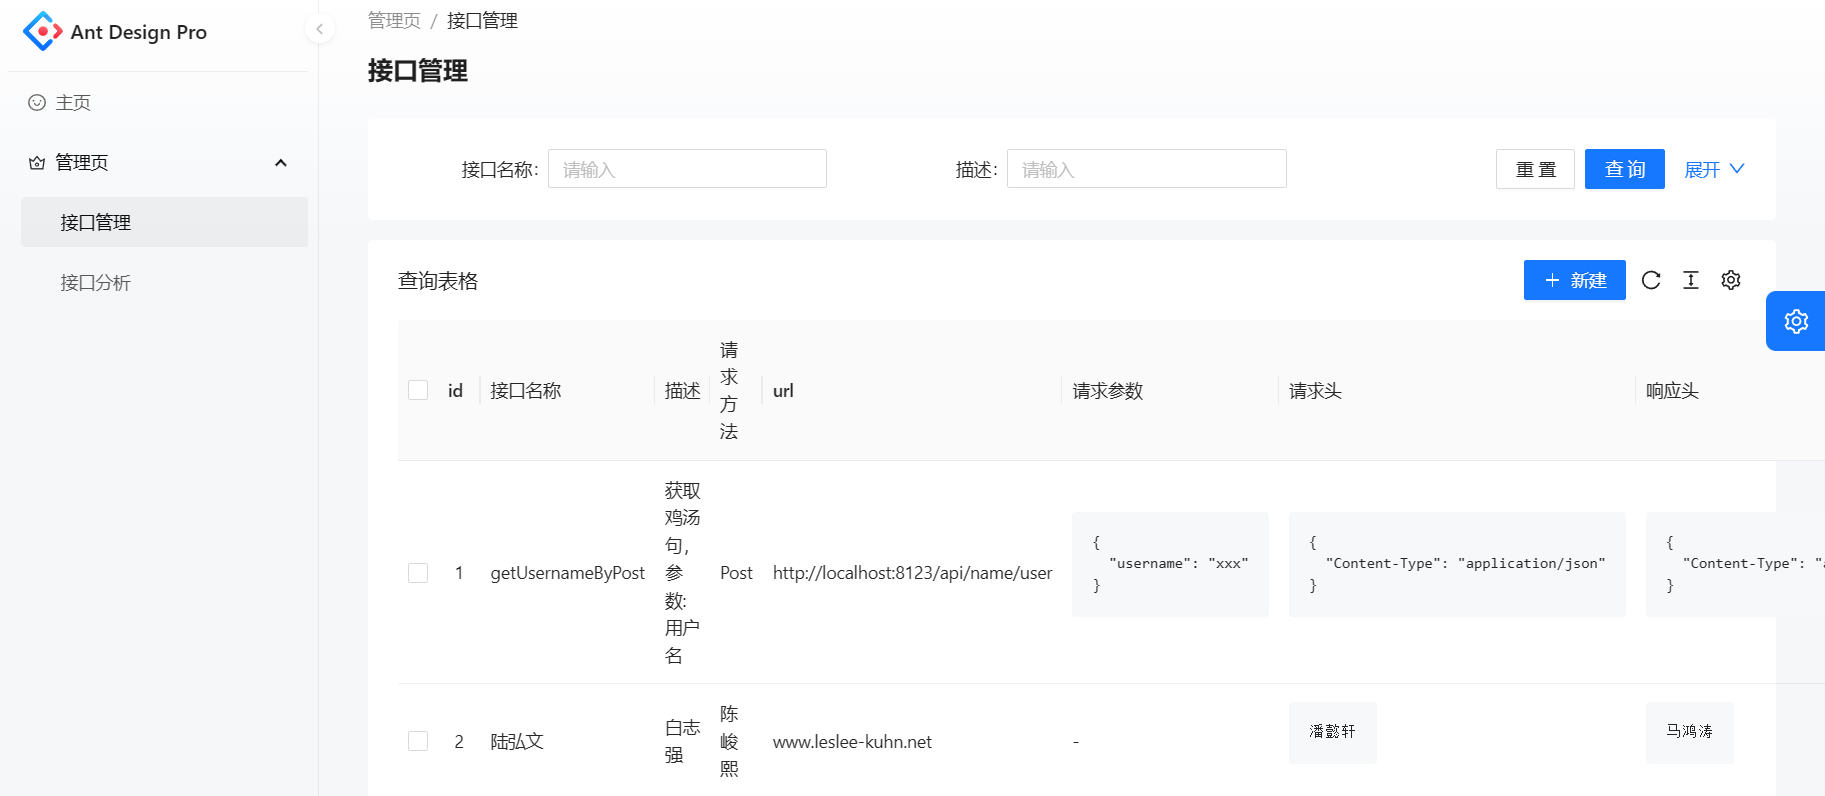 Ant Design Pro
主页
管理页
接口管理
接口分析
管理页 / 接口管理
接口管理
接口名称: 请输入
描述: 请输入
重 置
查 询
展开
查询表格
新建
id 接口名称 描述 请求方法 url 请求参数 请求头 响应头
1
getUsernameByPost
获取
鸡汤
句，
参
数:
用户
名
Post
http://localhost:8123/api/name/user
{
"username": "xxx"
}
{
"Content-Type": "application/json"
}
{
"Content-Type":
}
2
陆弘文
白志
强
陈
峻
熙
www.leslee-kuhn.net
-
潘懿轩
马鸿涛